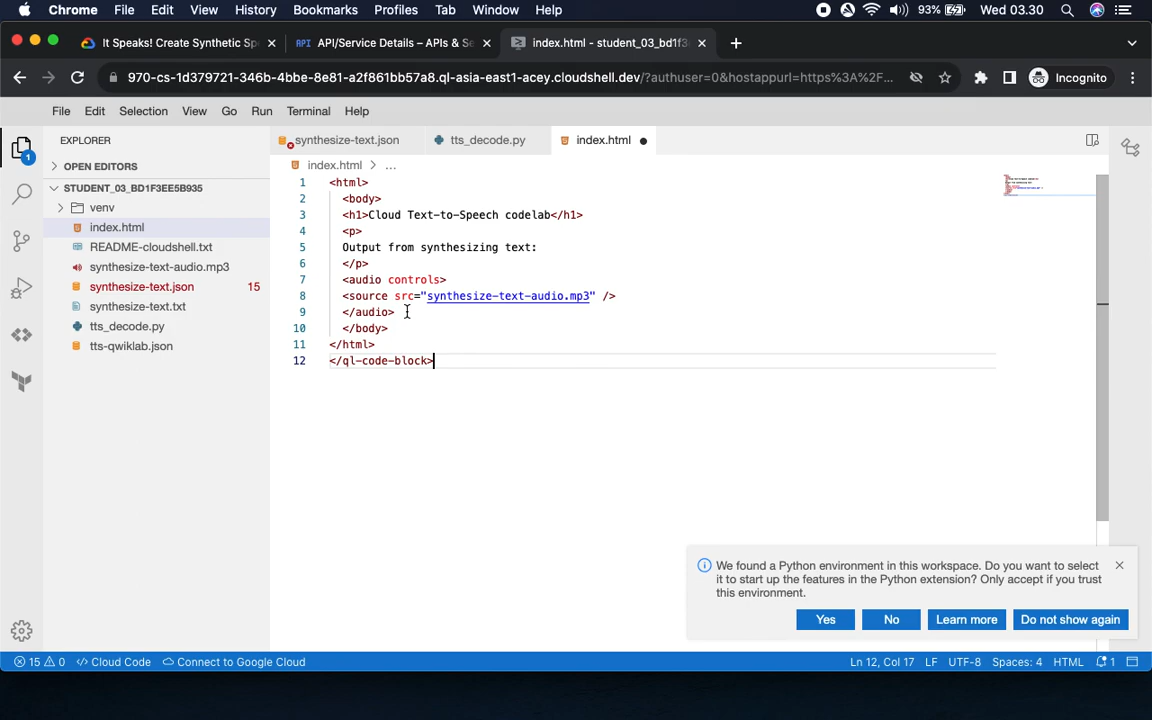 Chrome File Edit View History Bookmarks Profiles Tab Window Help 93% Wed 03.30
It Speaks! Create Synthetic Sp
API API/Service Details – APIs & Se
index.html - student_03_bd1f3
970-cs-1d379721-346b-4bbe-8e81-a2f861bb57a8.ql-asia-east1-acey.cloudshell.dev/?authuser=0&hostappurl=https%3A%2F... Incognito
File Edit Selection View Go Run Terminal Help
EXPLORER
synthesize-text.json tts_decode.py index.html
OPEN EDITORS
index.html > ...
STUDENT_03_BD1F3EE5B935
venv
index.html
README-cloudshell.txt
synthesize-text-audio.mp3
synthesize-text.json 15
synthesize-text.txt
tts_decode.py
tts-qwiklab.json
1
1 <html>
2 <body>
3 <h1>Cloud Text-to-Speech codelab</h1>
4 <p>
5 Output from synthesizing text:
6 </p>
7 <audio controls>
8 <source src="synthesize-text-audio.mp3" />
9 </audio>
10 </body>
11 </html>
12 </ql-code-block>
We found a Python environment in this workspace. Do you want to select
it to start up the features in the Python extension? Only accept if you trust
this environment.
Yes No Learn more Do not show again
15 0 </> Cloud Code Connect to Google Cloud Ln 12, Col 17 LF UTF-8 Spaces: 4 HTML 1